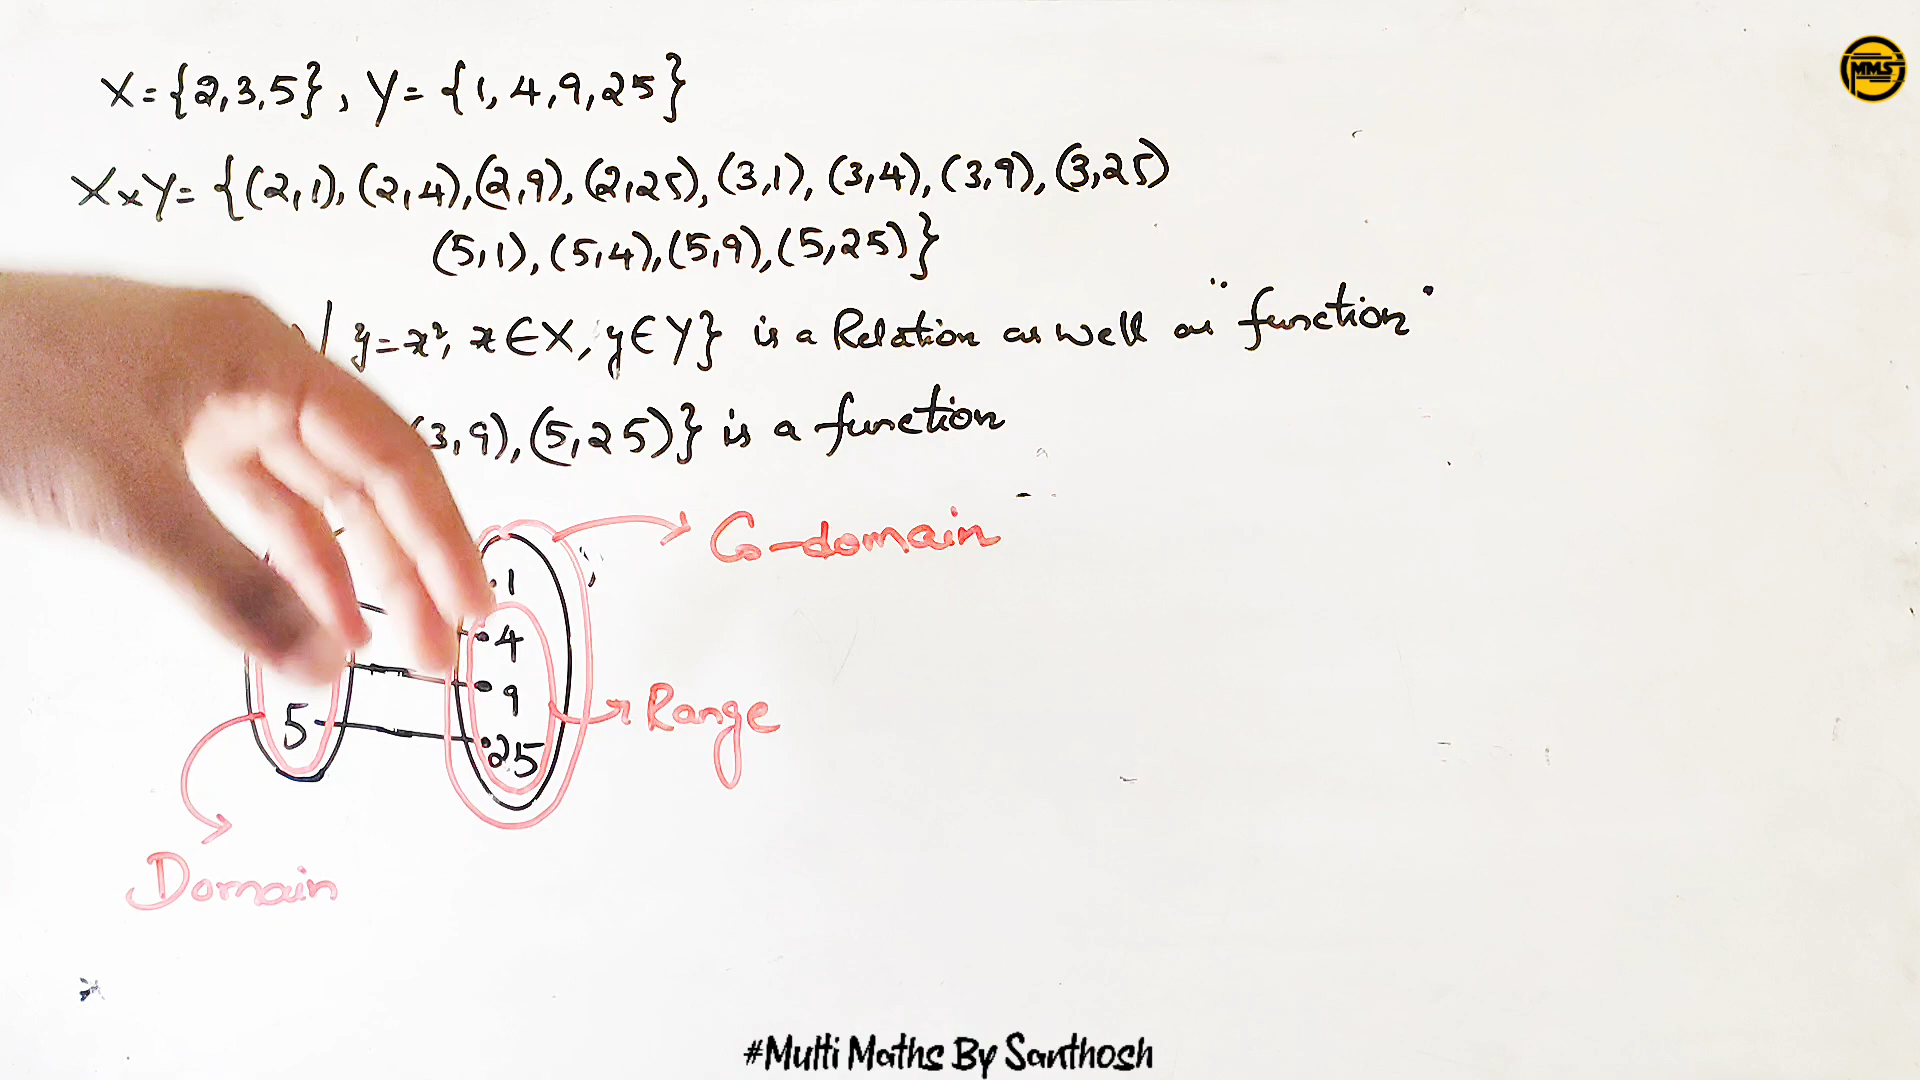 MMS
X={2,3,5}, Y={1,4,9,25}
X×Y={(2,1),(2,4),(2,9),(2,25),(3,1),(3,4),(3,9),(3,25)
(5,1),(5,4),(5,9),(5,25)}
| y=x², x∈X, y∈Y} is a Relation as well as "function"
3,9),(5,25)} is a function
Co-domain
1
4
9
Range
5
25
Domain
#Multi Maths By Santhosh